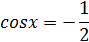 cosx = −1/2